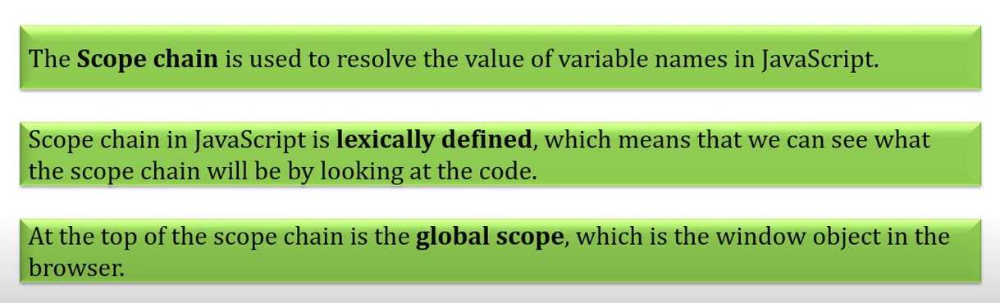 The Scope chain is used to resolve the value of variable names in JavaScript.
Scope chain in JavaScript is lexically defined, which means that we can see what
the scope chain will be by looking at the code.
At the top of the scope chain is the global scope, which is the window object in the
browser.